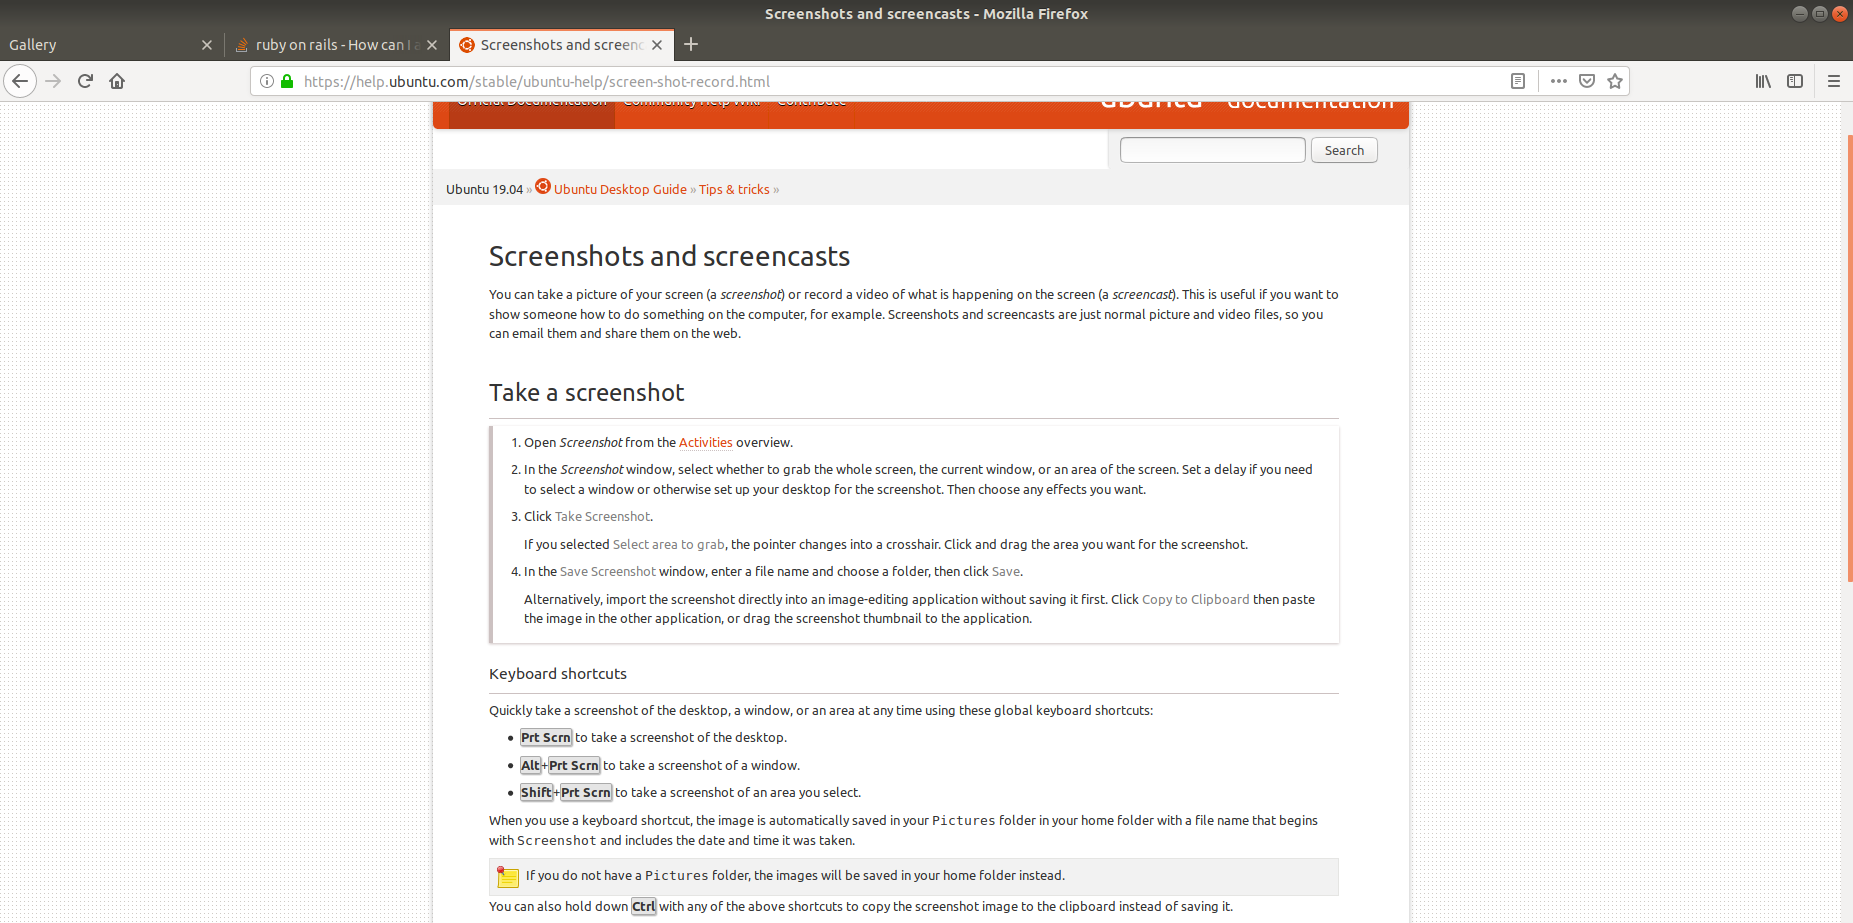 Screenshots and screencasts - Mozilla Firefox
Gallery
ruby on rails - How can I a
Screenshots and screenc
https://help.ubuntu.com/stable/ubuntu-help/screen-shot-record.html
Official Documentation Community Help Wiki Contribute ubuntu documentation
Search
Ubuntu 19.04 » Ubuntu Desktop Guide » Tips & tricks »
Screenshots and screencasts
You can take a picture of your screen (a screenshot) or record a video of what is happening on the screen (a screencast). This is useful if you want to
show someone how to do something on the computer, for example. Screenshots and screencasts are just normal picture and video files, so you
can email them and share them on the web.
Take a screenshot
1. Open Screenshot from the Activities overview.
2. In the Screenshot window, select whether to grab the whole screen, the current window, or an area of the screen. Set a delay if you need
to select a window or otherwise set up your desktop for the screenshot. Then choose any effects you want.
3. Click Take Screenshot.
If you selected Select area to grab, the pointer changes into a crosshair. Click and drag the area you want for the screenshot.
4. In the Save Screenshot window, enter a file name and choose a folder, then click Save.
Alternatively, import the screenshot directly into an image-editing application without saving it first. Click Copy to Clipboard then paste
the image in the other application, or drag the screenshot thumbnail to the application.
Keyboard shortcuts
Quickly take a screenshot of the desktop, a window, or an area at any time using these global keyboard shortcuts:
• Prt Scrn to take a screenshot of the desktop.
• Alt+Prt Scrn to take a screenshot of a window.
• Shift+Prt Scrn to take a screenshot of an area you select.
When you use a keyboard shortcut, the image is automatically saved in your Pictures folder in your home folder with a file name that begins
with Screenshot and includes the date and time it was taken.
If you do not have a Pictures folder, the images will be saved in your home folder instead.
You can also hold down Ctrl with any of the above shortcuts to copy the screenshot image to the clipboard instead of saving it.